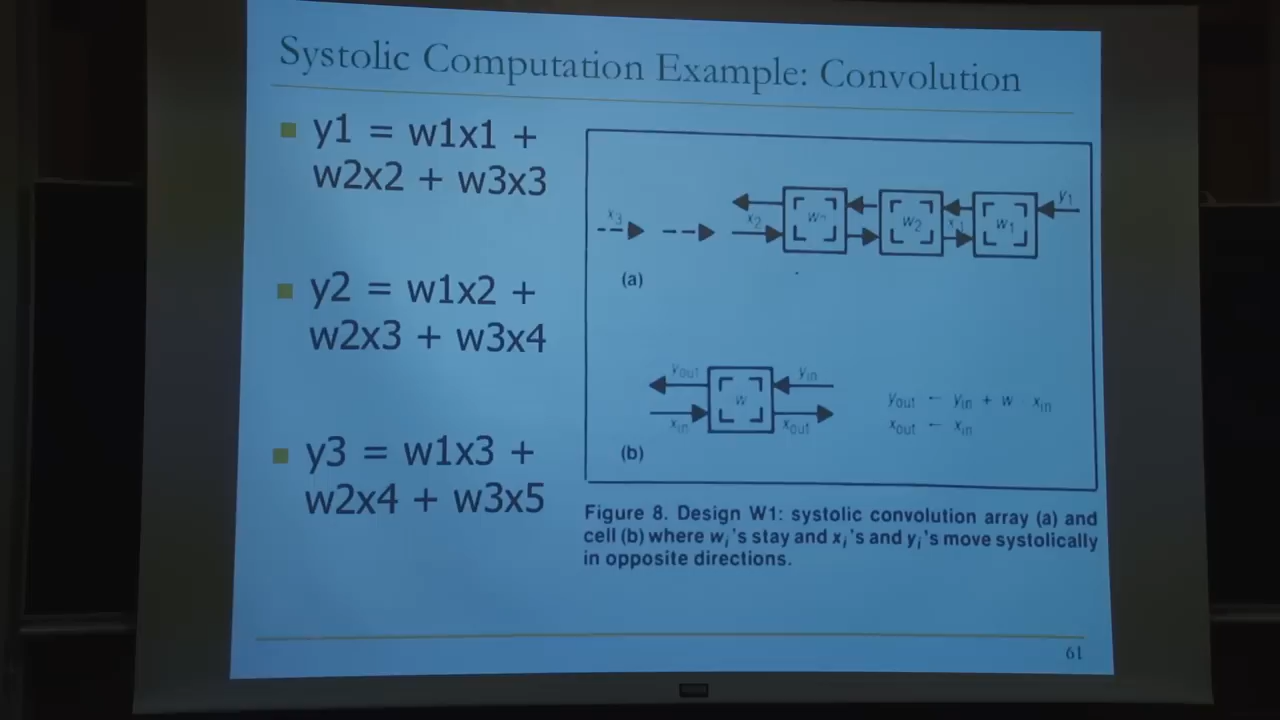 Systolic Computation Example: Convolution
y1 = w1x1 +
w2x2 + w3x3
y2 = w1x2 +
w2x3 + w3x4
y3 = w1x3 +
w2x4 + w3x5
x3
x2
w2
x1
w1
y1
(a)
yout
yin
w
xin
xout
yout ← yin + w xin
xout ← xin
(b)
Figure 8. Design W1: systolic convolution array (a) and
cell (b) where wi's stay and xi's and yi's move systolically
in opposite directions.
61